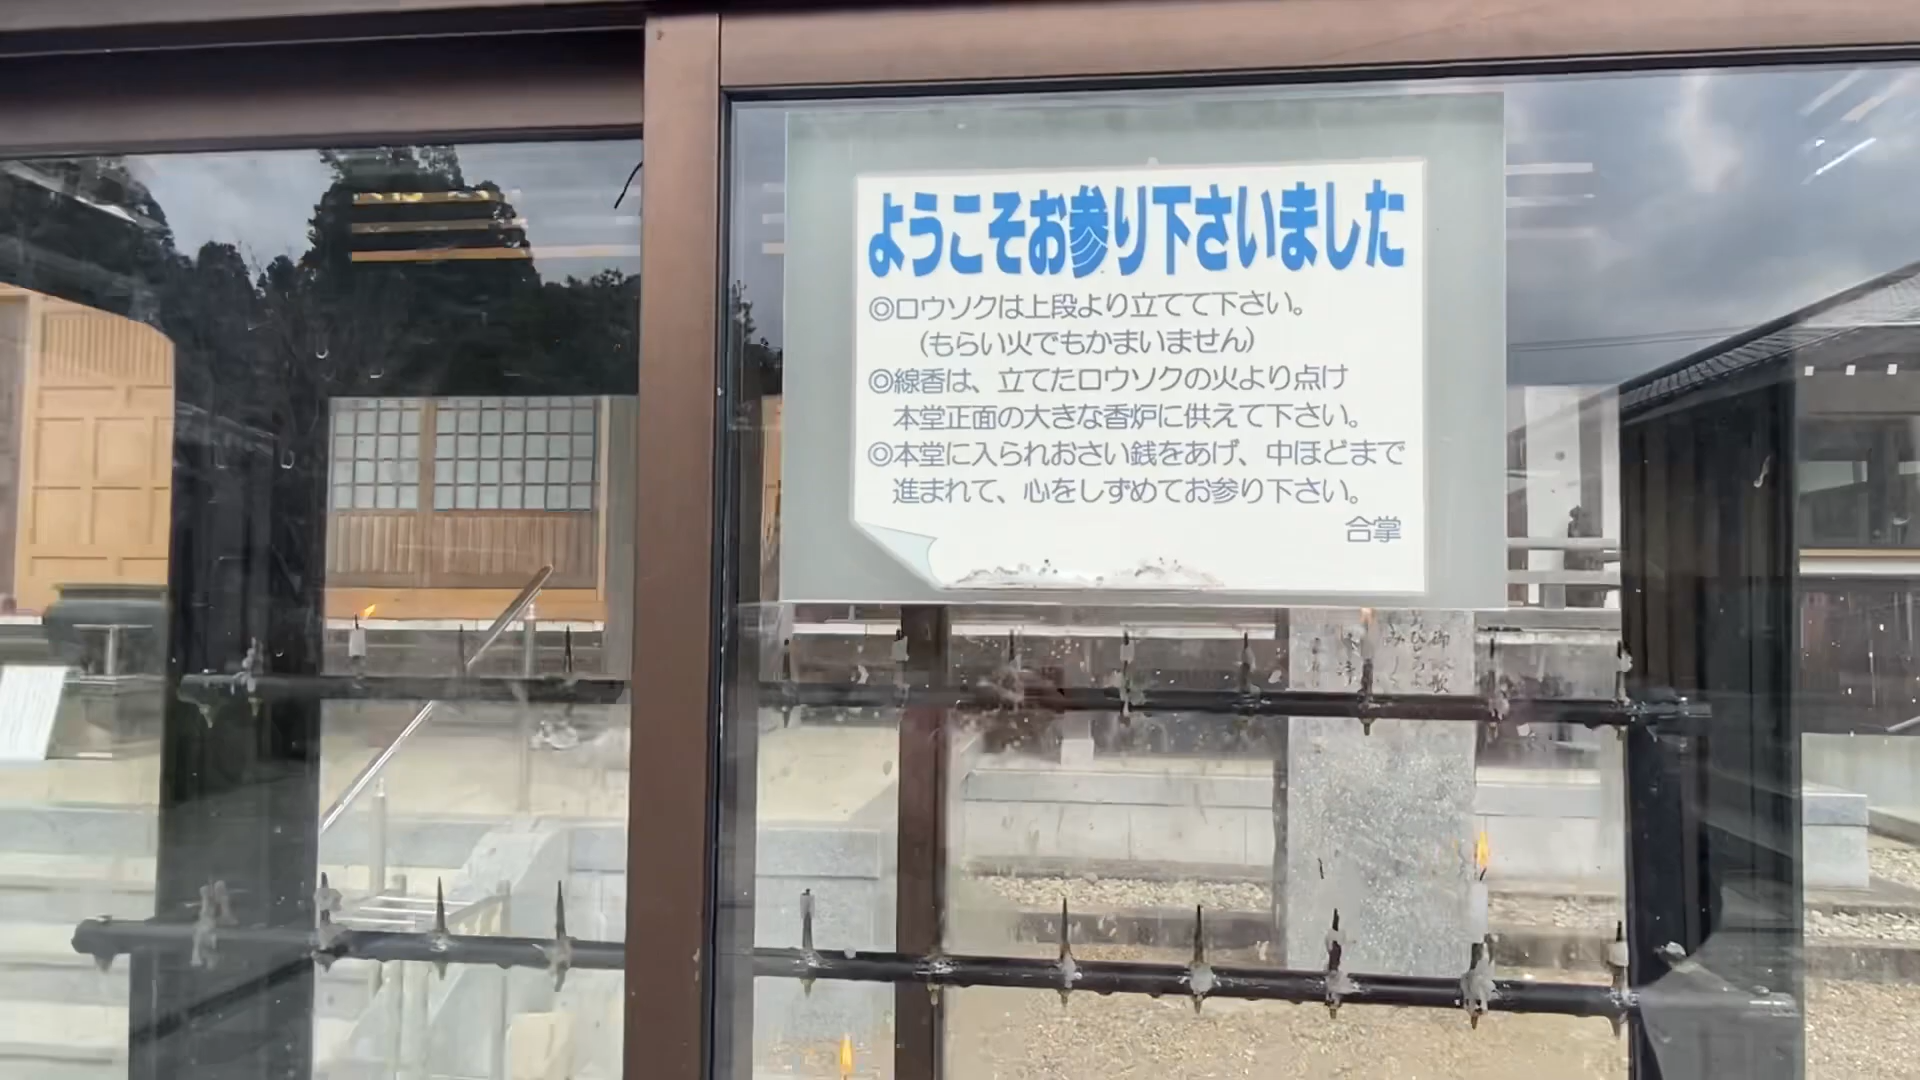 ようこそお参り下さいました
◎ロウソクは上段より立てて下さい。
（もらい火でもかまいません）
◎線香は、立てたロウソクの火より点け
本堂正面の大きな香炉に供えて下さい。
◎本堂に入られおさい銭をあげ、中ほどまで
進まれて、心をしずめてお参り下さい。
合掌
御詠歌